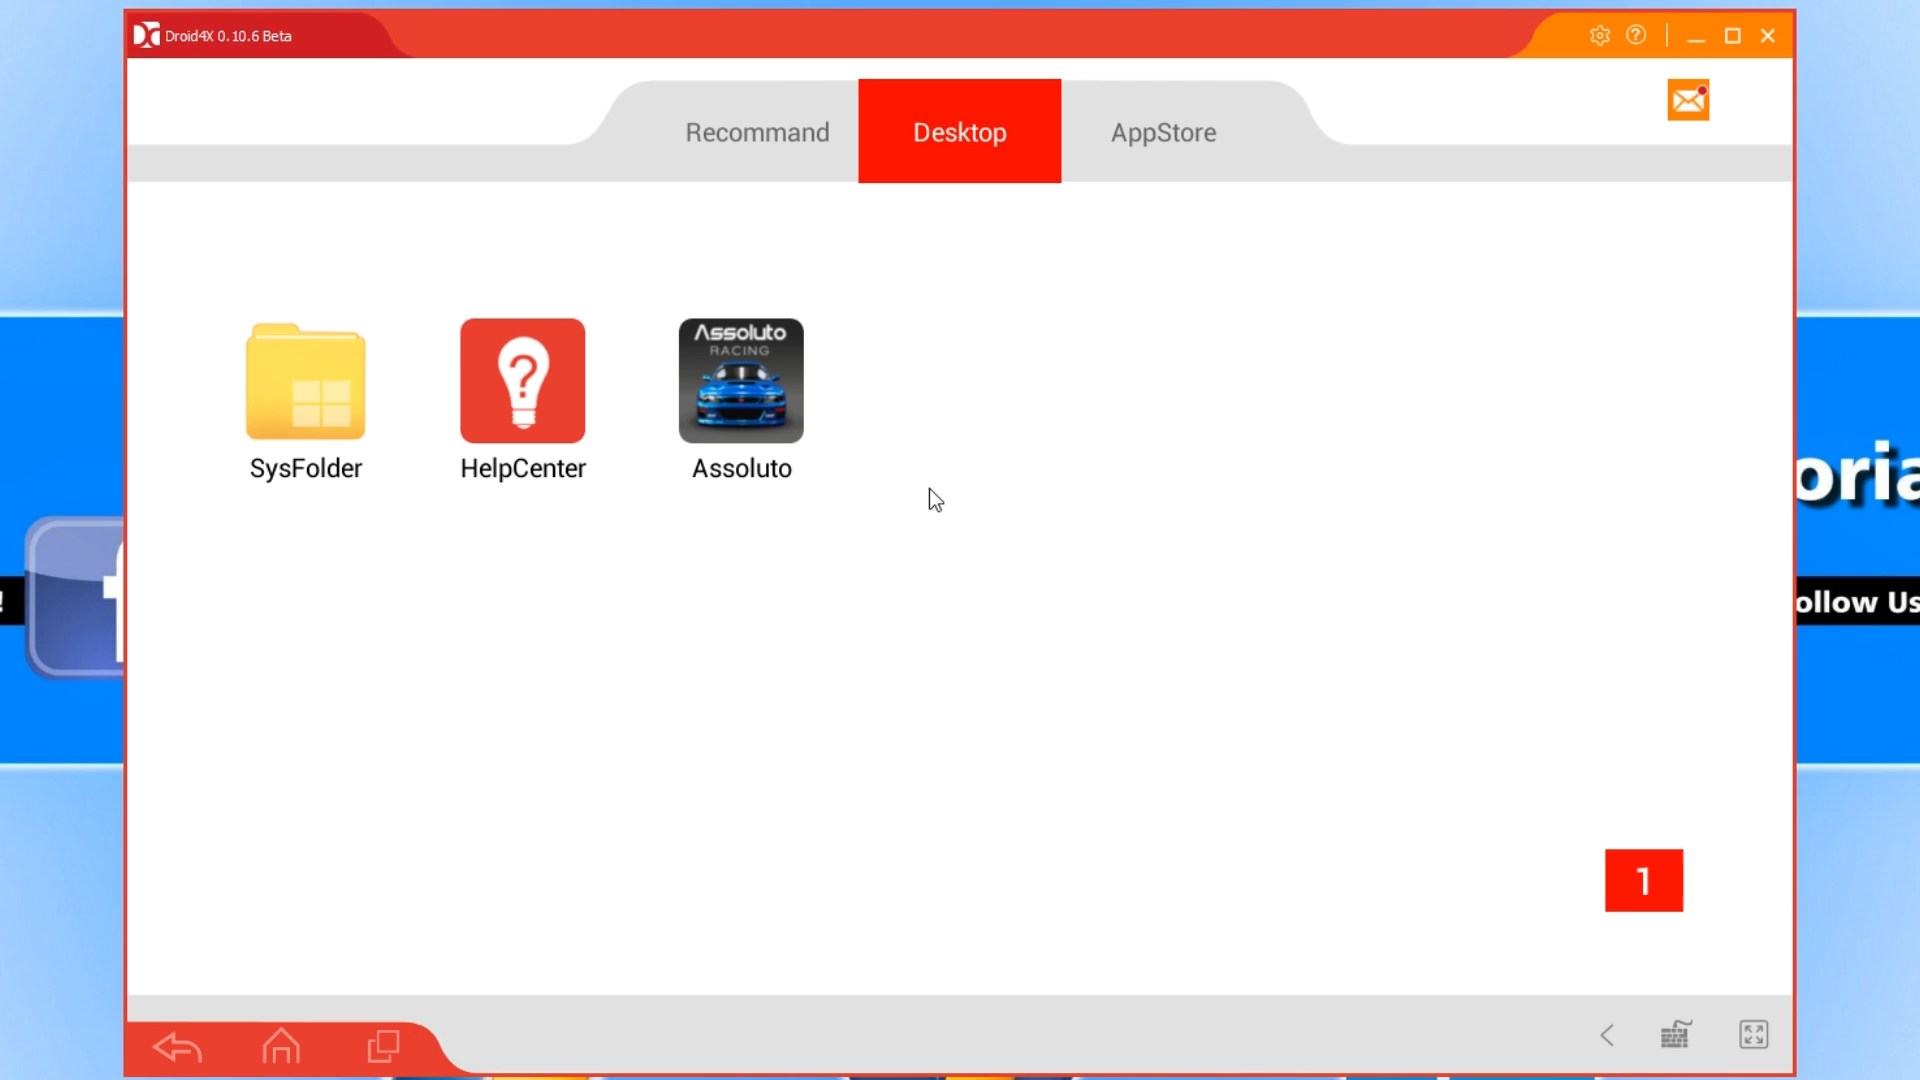 Droid4X 0.10.6 Beta
Recommand
Desktop
AppStore
Assoluto
RACING
SysFolder
HelpCenter
Assoluto
oria
!
ollow Us
f
1